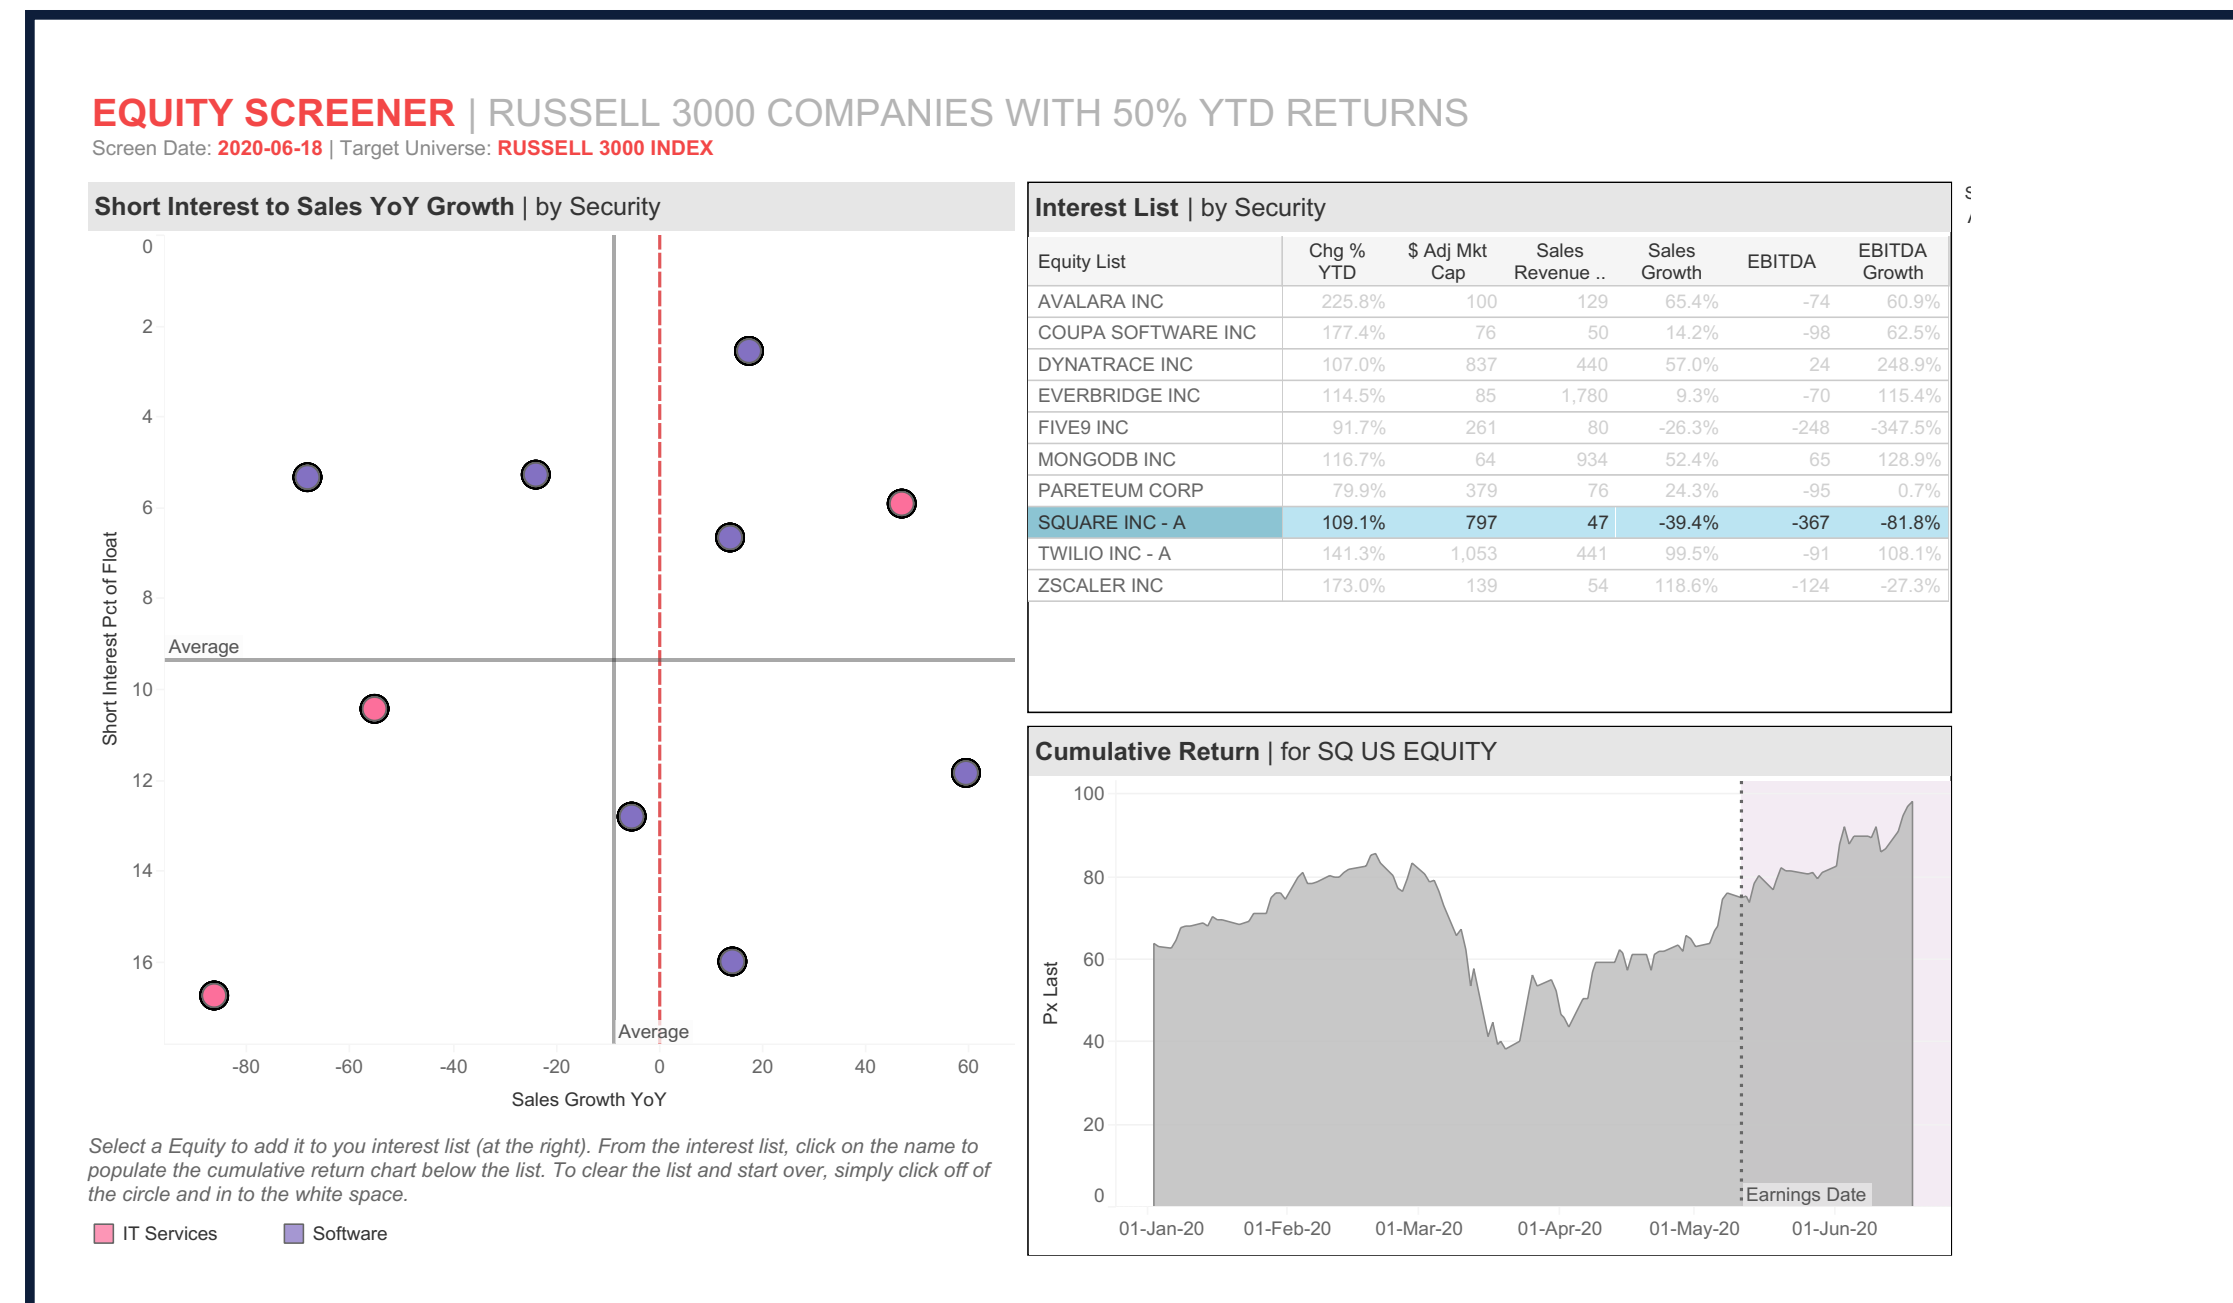 EQUITY SCREENER | RUSSELL 3000 COMPANIES WITH 50% YTD RETURNS
Screen Date: 2020-06-18 | Target Universe: RUSSELL 3000 INDEX
Short Interest to Sales YoY Growth | by Security
0
2
4
6
8
10
12
14
16
Short Interest Pct of Float
Average
Average
-80 -60 -40 -20 0 20 40 60
Sales Growth YoY
Select a Equity to add it to you interest list (at the right). From the interest list, click on the name to
populate the cumulative return chart below the list. To clear the list and start over, simply click off of
the circle and in to the white space.
IT Services Software
Interest List | by Security
Equity List Chg % YTD $ Adj Mkt Cap Sales Revenue .. Sales Growth EBITDA EBITDA Growth
AVALARA INC 225.8% 100 129 65.4% -74 60.9%
COUPA SOFTWARE INC 177.4% 76 50 14.2% -98 62.5%
DYNATRACE INC 107.0% 837 440 57.0% 24 248.9%
EVERBRIDGE INC 114.5% 85 1,780 9.3% -70 115.4%
FIVE9 INC 91.7% 261 80 -26.3% -248 -347.5%
MONGODB INC 116.7% 64 934 52.4% 65 128.9%
PARETEUM CORP 79.9% 379 76 24.3% -95 0.7%
SQUARE INC - A 109.1% 797 47 -39.4% -367 -81.8%
TWILIO INC - A 141.3% 1,053 441 99.5% -91 108.1%
ZSCALER INC 173.0% 139 54 118.6% -124 -27.3%
Cumulative Return | for SQ US EQUITY
100
80
60
40
20
0
Px Last
Earnings Date
01-Jan-20 01-Feb-20 01-Mar-20 01-Apr-20 01-May-20 01-Jun-20